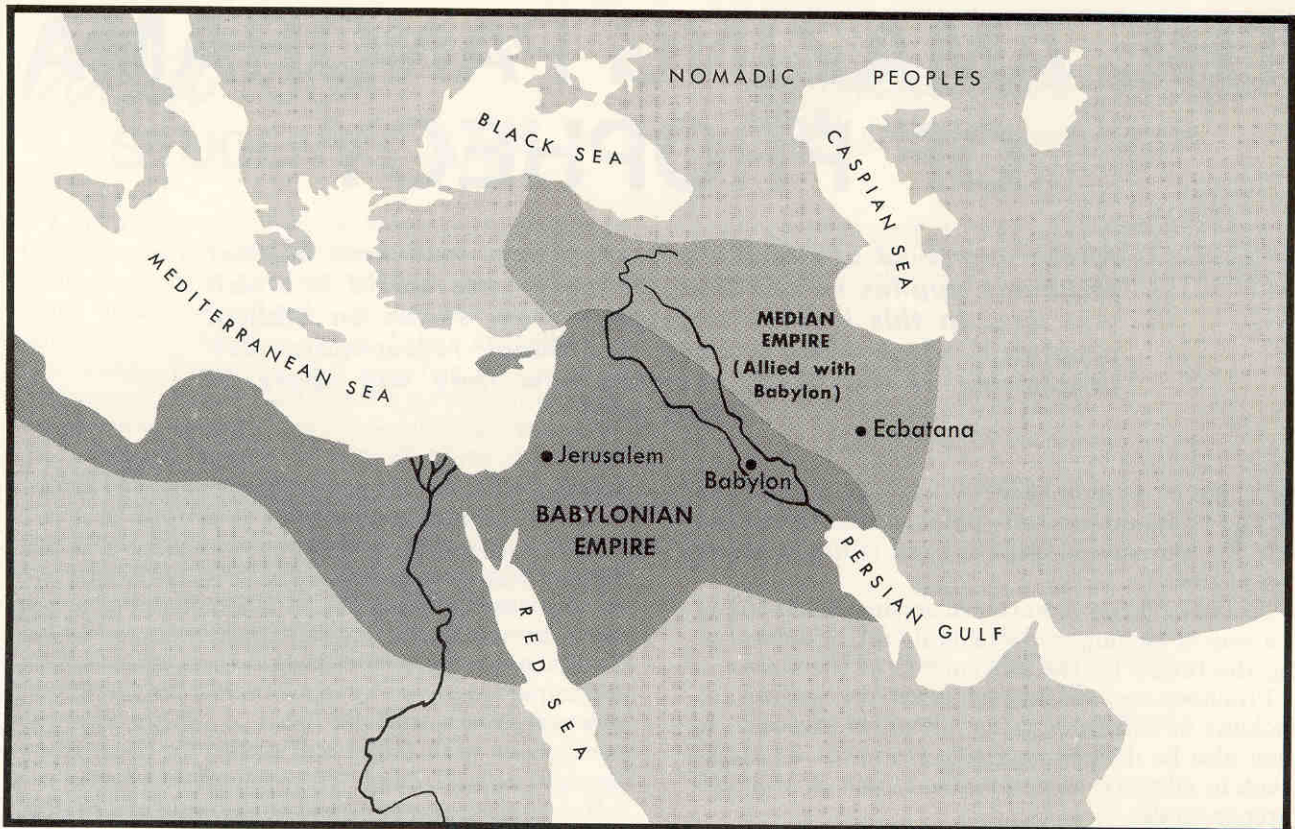 NOMADIC PEOPLES
BLACK SEA
CASPIAN SEA
MEDITERRANEAN SEA
MEDIAN
EMPIRE
(Allied with
Babylon)
Ecbatana
Jerusalem
Babylon
BABYLONIAN
EMPIRE
PERSIAN GULF
RED SEA